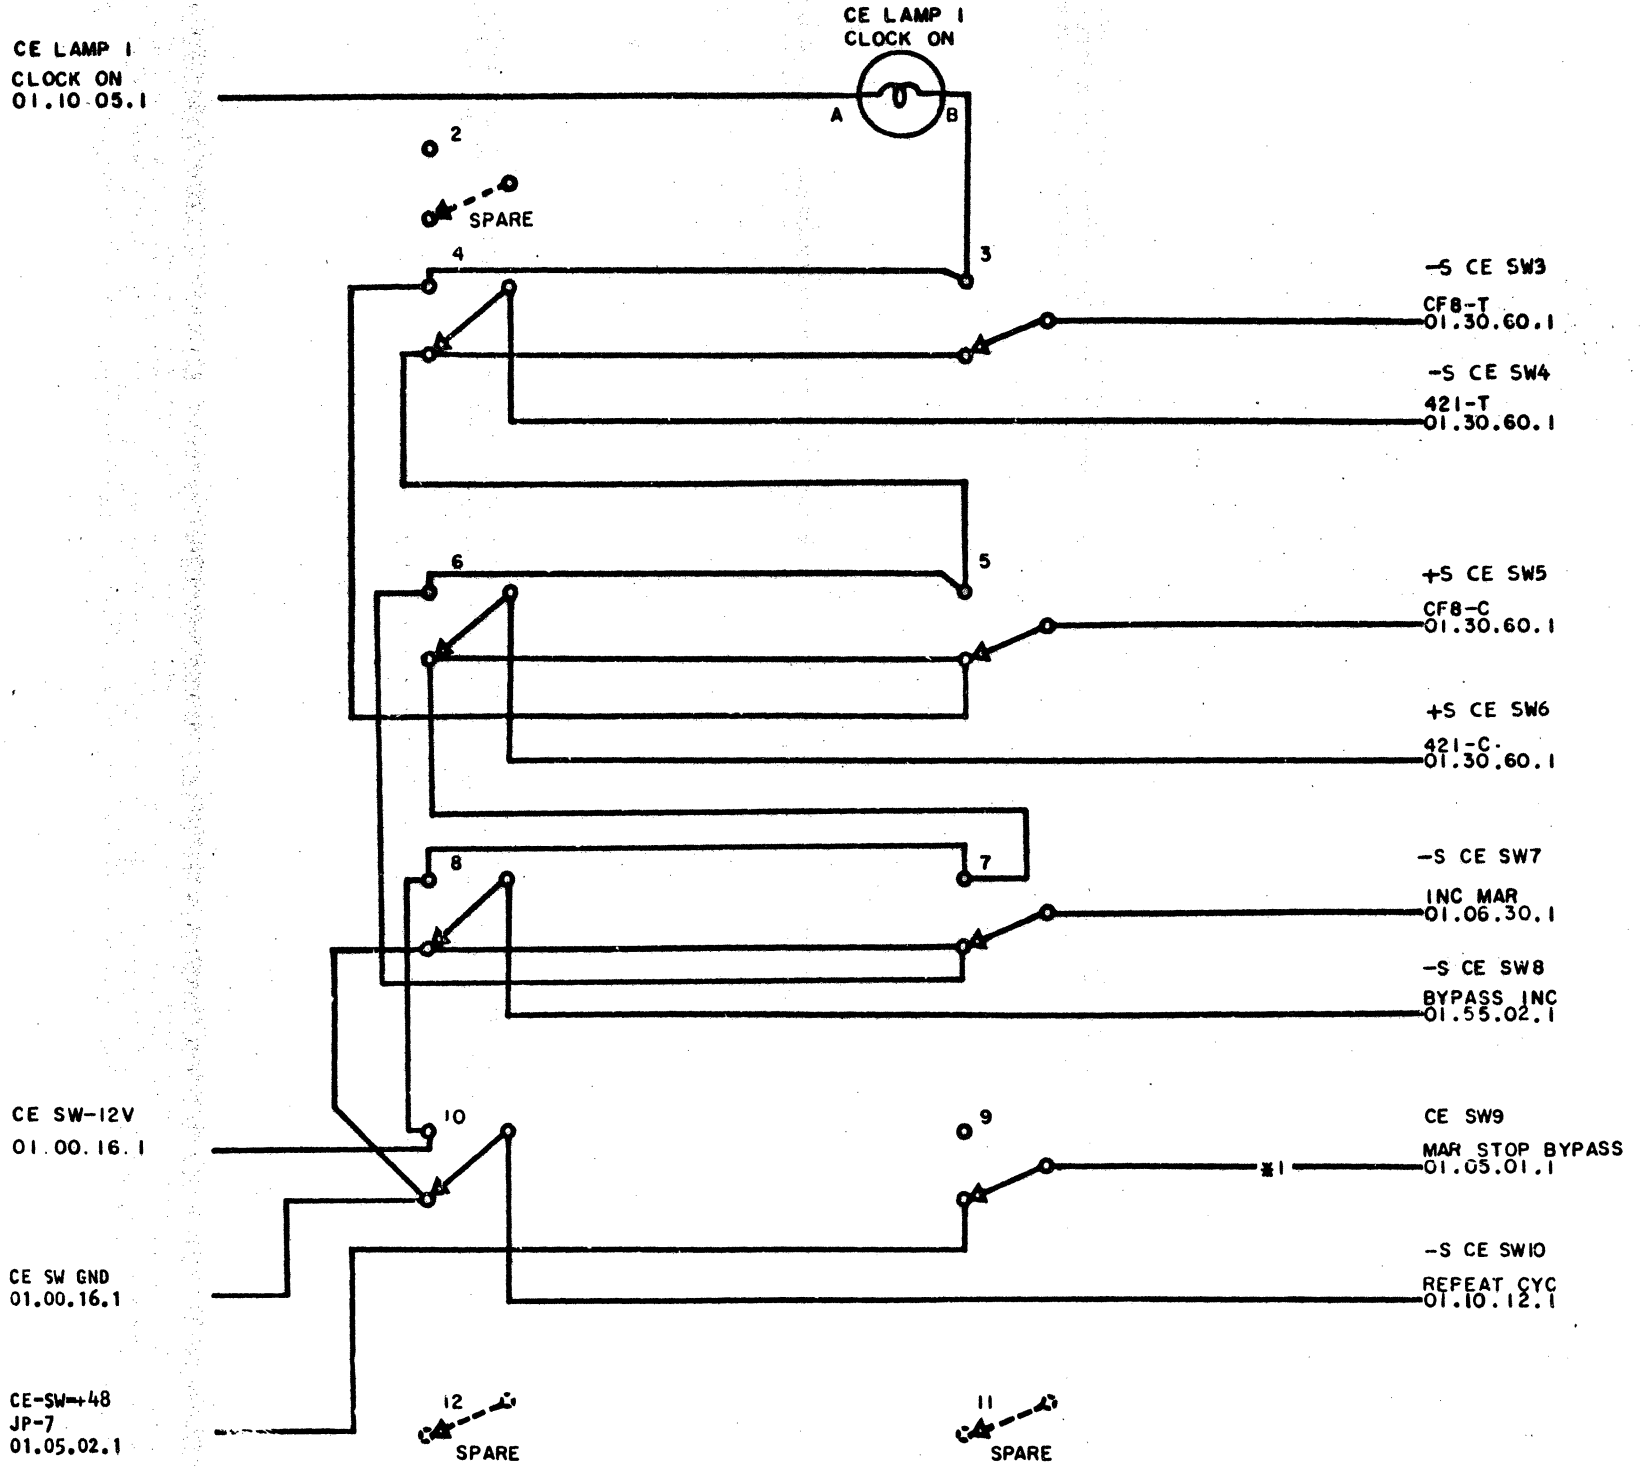 CE LAMP 1
CLOCK ON
CE LAMP 1
CLOCK ON
01.10 05.1
A
B
2
SPARE
4
3
-S CE SW3
CF8-T
01.30.60.1
-S CE SW4
421-T
01.30.60.1
6
5
+S CE SW5
CF8-C
01.30.60.1
+S CE SW6
421-C.
01.30.60.1
8
7
-S CE SW7
INC MAR
01.06.30.1
-S CE SW8
BYPASS INC
01.55.02.1
CE SW-12V
01.00.16.1
10
9
CE SW9
MAR STOP BYPASS
01.05.01.1
*1
CE SW GND
01.00.16.1
-S CE SW10
REPEAT CYC
01.10.12.1
CE-SW-+48
JP-7
01.05.02.1
12
SPARE
11
SPARE